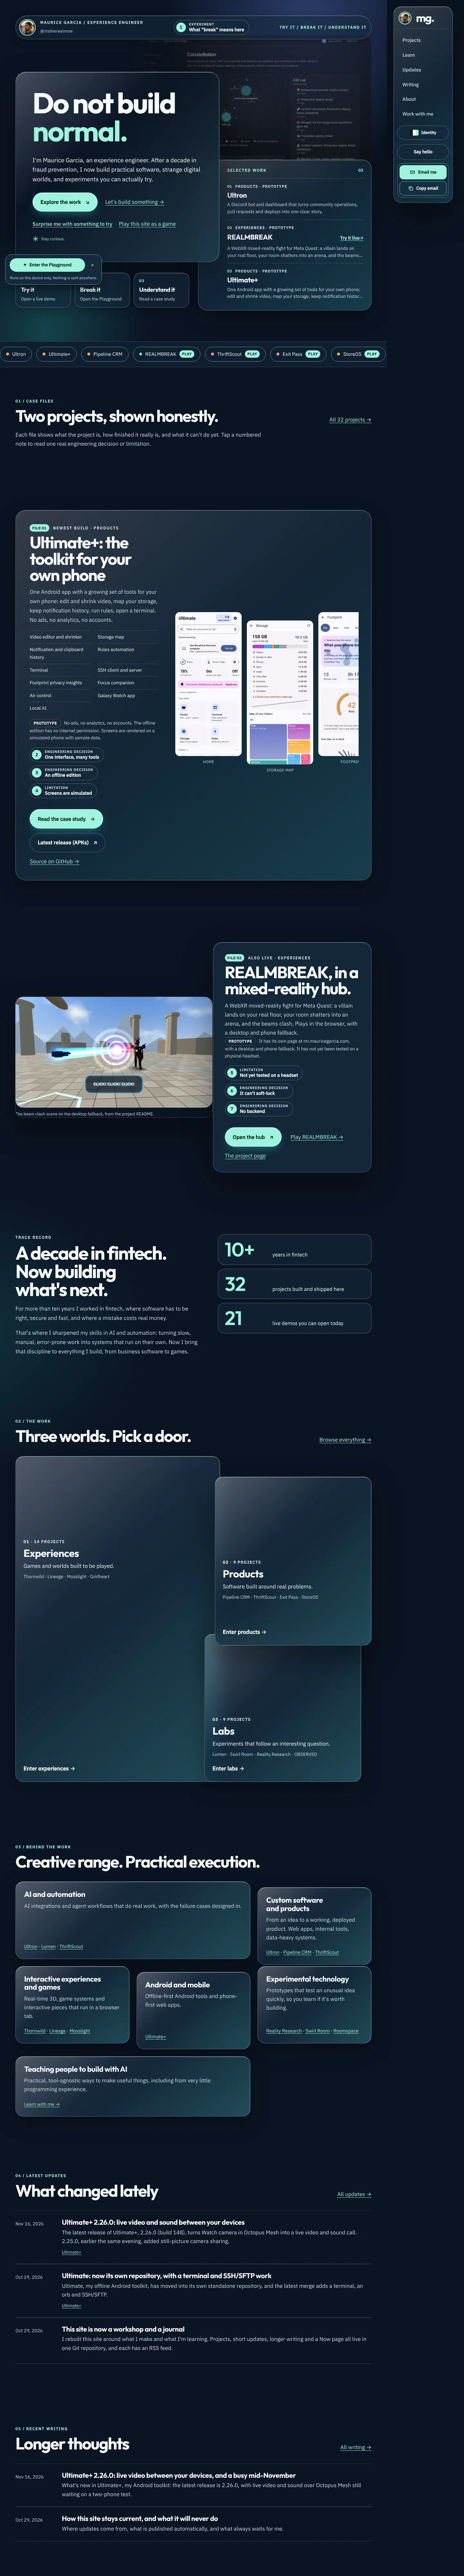 MAURICE GARCIA / EXPERIENCE ENGINEER
@itstherealmoe
1
EXPERIMENT
What "break" means here
TRY IT / BREAK IT / UNDERSTAND IT
mg.
Projects
Learn
Updates
Writing
About
Work with me
Identity
Say hello
Email me
Copy email
Constellation
Do not build
normal.
I'm Maurice Garcia, an experience engineer. After a decade in
fraud prevention, I now build practical software, strange digital
worlds, and experiments you can actually try.
Explore the work
Let's build something →
Surprise me with something to try
Play this site as a game
Stay curious.
SELECTED WORK
03
01 PRODUCTS · PROTOTYPE
Ultron
A Discord bot and dashboard that turns community operations,
pull requests and deploys into one clear story.
02 EXPERIENCES · PROTOTYPE
REALMBREAK
Try it live
A WebXR mixed-reality fight for Meta Quest: a villain lands on
your real floor, your room shatters into an arena, and the beams…
03 PRODUCTS · PROTOTYPE
Ultimate+
One Android app with a growing set of tools for your own phone:
edit and shrink video, map your storage, keep notification histor…
Enter the Playground
×
Runs on this device only. Nothing is sent anywhere.
Try it
Open a live demo
Break it
Open the Playground
03
Understand it
Read a case study
Ultron
Ultimate+
Pipeline CRM
REALMBREAK PLAY
ThriftScout PLAY
Exit Pass PLAY
StoreOS PLAY
01 / CASE FILES
Two projects, shown honestly.
All 32 projects →
Each file shows what the project is, how finished it really is, and what it can't do yet. Tap a numbered
note to read one real engineering decision or limitation.
FILE 01 NEWEST BUILD · PRODUCTS
Ultimate+: the
toolkit for your
own phone
One Android app with a growing set of tools for your
own phone: edit and shrink video, map your storage,
keep notification history, run rules, open a terminal.
No ads, no analytics, no accounts.
Video editor and shrinker
Storage map
Notification and clipboard
history
Rules automation
Terminal
SSH client and server
Footprint privacy insights
Focus companion
Air control
Galaxy Watch app
Local AI
PROTOTYPE No ads, no analytics, no accounts. The offline
edition has no internet permission. Screens are rendered on a
simulated phone with sample data.
2
ENGINEERING DECISION
One interface, many tools
3
ENGINEERING DECISION
An offline edition
4
LIMITATION
Screens are simulated
Read the case study →
Latest release (APKs)
Source on GitHub →
Ultimate
78%
HOME
Storage
158 GB
STORAGE MAP
Footprint
42
FOOTPRI
FILE 02 ALSO LIVE · EXPERIENCES
REALMBREAK, in a
mixed-reality hub.
A WebXR mixed-reality fight for Meta Quest: a villain
lands on your real floor, your room shatters into an
arena, and the beams clash. Plays in the browser, with
a desktop and phone fallback.
PROTOTYPE It has its own page at mr.mauricegarcia.com,
with a desktop and phone fallback. It has not yet been tested on a
physical headset.
5
LIMITATION
Not yet tested on a headset
6
ENGINEERING DECISION
It can't soft-lock
7
ENGINEERING DECISION
No backend
Open the hub
Play REALMBREAK →
The project page
CLICK! CLICK! CLICK!
The beam clash scene on the desktop fallback, from the project README.
TRACK RECORD
A decade in fintech.
Now building
what's next.
For more than ten years I worked in fintech, where software has to be
right, secure and fast, and where a mistake costs real money.
That's where I sharpened my skills in AI and automation: turning slow,
manual, error-prone work into systems that run on their own. Now I bring
that discipline to everything I build, from business software to games.
10+
years in fintech
32
projects built and shipped here
21
live demos you can open today
02 / THE WORK
Three worlds. Pick a door.
Browse everything →
01 · 14 PROJECTS
Experiences
Games and worlds built to be played.
Thornwild · Lineage · Mosslight · Gridheart
Enter experiences →
02 · 9 PROJECTS
Products
Software built around real problems.
Pipeline CRM · ThriftScout · Exit Pass · StoreOS
Enter products →
03 · 9 PROJECTS
Labs
Experiments that follow an interesting question.
Lumen · Swirl Room · Reality Research · OBSERVED
Enter labs →
03 / BEHIND THE WORK
Creative range. Practical execution.
AI and automation
AI integrations and agent workflows that do real work, with the failure cases designed in.
Ultron · Lumen · ThriftScout
Custom software
and products
From an idea to a working, deployed
product. Web apps, internal tools,
data-heavy systems.
Ultron · Pipeline CRM · ThriftScout
Interactive experiences
and games
Real-time 3D, game systems and
interactive pieces that run in a browser
tab.
Thornwild · Lineage · Mosslight
Android and mobile
Offline-first Android tools and phone-
first web apps.
Ultimate+
Experimental technology
Prototypes that test an unusual idea
quickly, so you learn if it's worth
building.
Reality Research · Swirl Room · Roomspace
Teaching people to build with AI
Practical, tool-agnostic ways to make useful things, including from very little
programming experience.
Learn with me →
04 / LATEST UPDATES
What changed lately
All updates →
Nov 16, 2026
Ultimate+ 2.26.0: live video and sound between your devices
The latest release of Ultimate+, 2.26.0 (build 148), turns Watch camera in Octopus Mesh into a live video and sound call.
2.25.0, earlier the same evening, added still-picture camera sharing.
Ultimate+
Oct 29, 2026
Ultimate: now its own repository, with a terminal and SSH/SFTP work
Ultimate, my offline Android toolkit, has moved into its own standalone repository, and the latest merge adds a terminal, an
orb and SSH/SFTP.
Ultimate+
Oct 29, 2026
This site is now a workshop and a journal
I rebuilt this site around what I make and what I'm learning. Projects, short updates, longer writing and a Now page all live in
one Git repository, and each has an RSS feed.
05 / RECENT WRITING
Longer thoughts
All writing →
Nov 16, 2026
Ultimate+ 2.26.0: live video between your devices, and a busy mid-November
What's new in Ultimate+, my Android toolkit: the latest release is 2.26.0, with live video and sound over Octopus Mesh still
waiting on a two-phone test.
Oct 29, 2026
How this site stays current, and what it will never do
Where updates come from, what is published automatically, and what always waits for me.